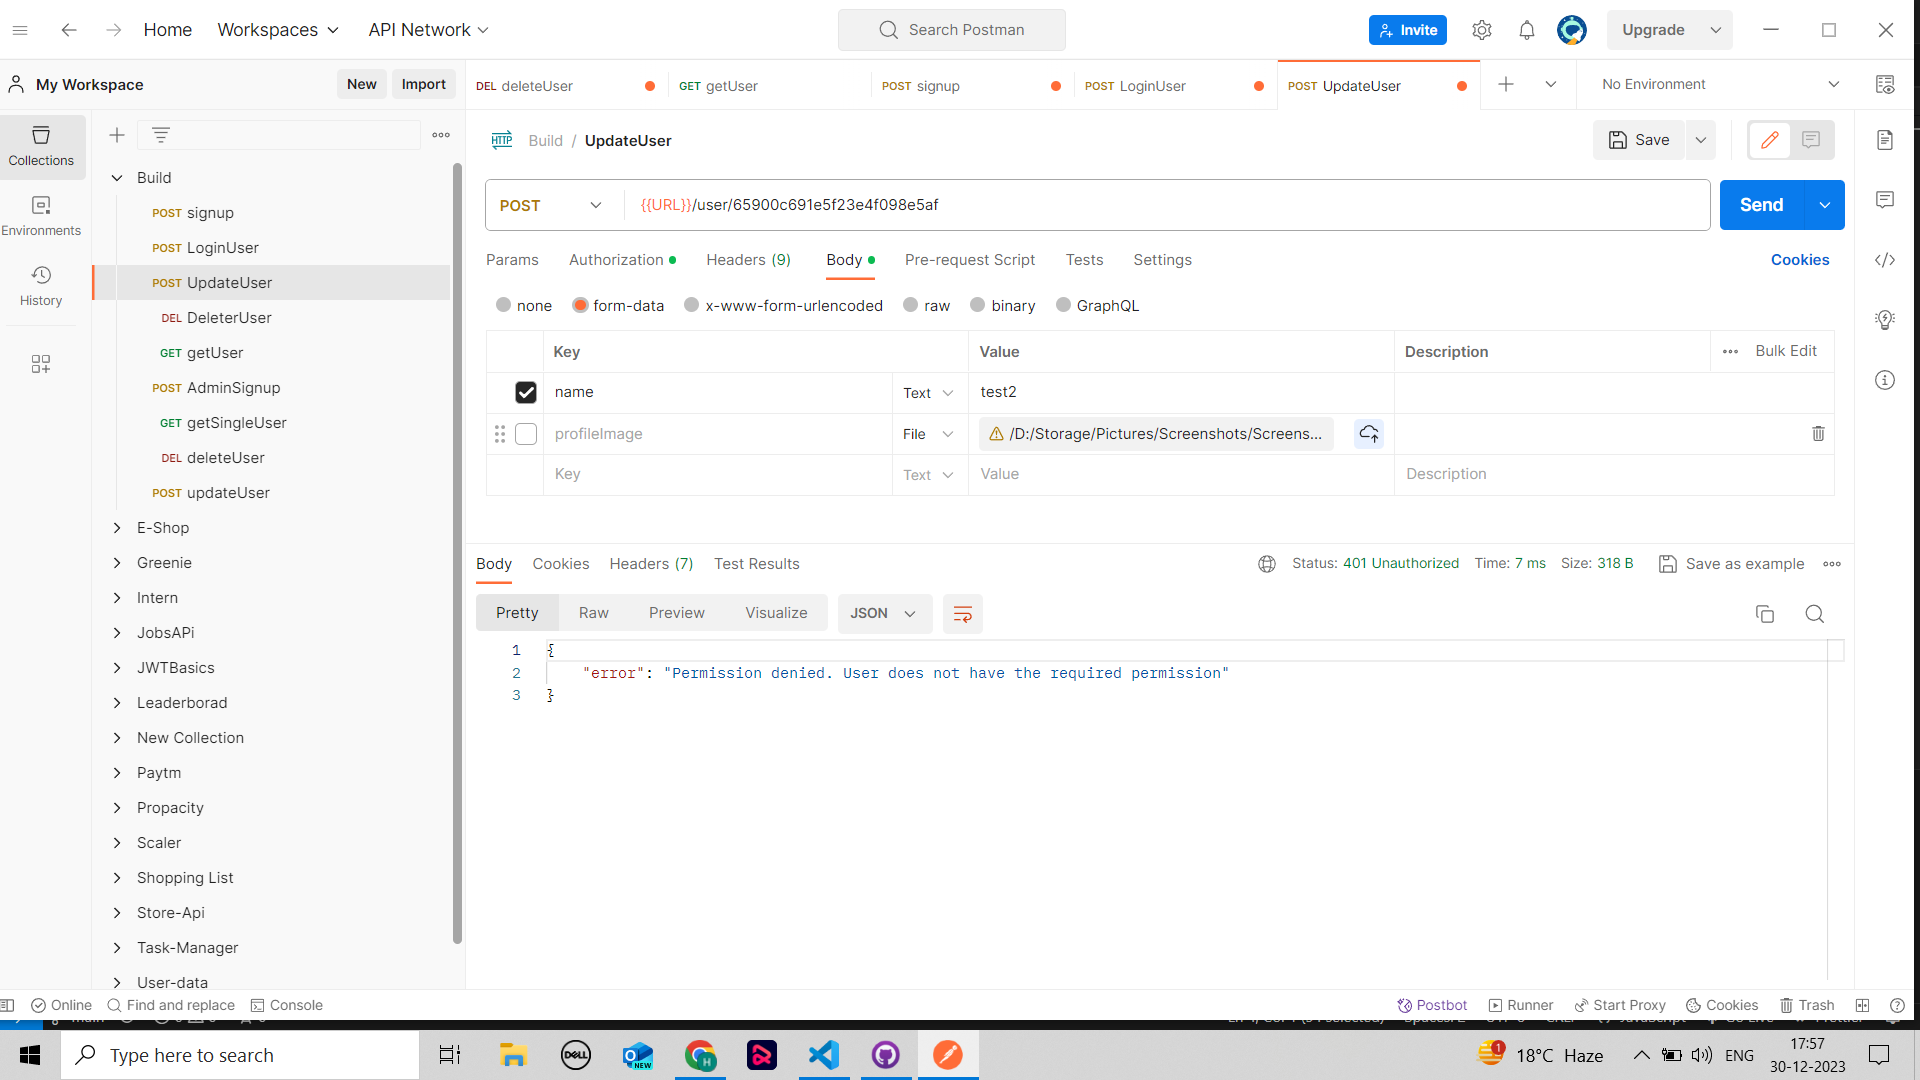 Home Workspaces API Network Search Postman Invite Upgrade
My Workspace New Import DEL deleteUser GET getUser POST signup POST LoginUser POST UpdateUser No Environment
Collections
Environments
History
Build
POST signup
POST LoginUser
POST UpdateUser
DEL DeleterUser
GET getUser
POST AdminSignup
GET getSingleUser
DEL deleteUser
POST updateUser
E-Shop
Greenie
Intern
JobsAPi
JWTBasics
Leaderborad
New Collection
Paytm
Propacity
Scaler
Shopping List
Store-Api
Task-Manager
User-data
HTTP Build / UpdateUser Save
POST {{URL}}/user/65900c691e5f23e4f098e5af Send
Params Authorization Headers (9) Body Pre-request Script Tests Settings Cookies
none form-data x-www-form-urlencoded raw binary GraphQL
Key Value Description Bulk Edit
name Text test2
profileImage File /D:/Storage/Pictures/Screenshots/Screens...
Key Text Value Description
Body Cookies Headers (7) Test Results Status: 401 Unauthorized Time: 7 ms Size: 318 B Save as example
Pretty Raw Preview Visualize JSON
1 {
2 "error": "Permission denied. User does not have the required permission"
3 }
Online Find and replace Console Postbot Runner Start Proxy Cookies Trash
Type here to search DELL NEW H 1 18°C Haze ENG 17:57
30-12-2023